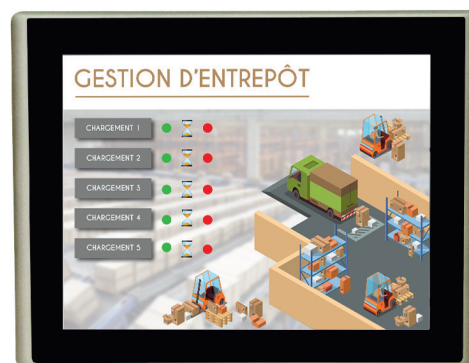 GESTION D'ENTREPÔT
CHARGEMENT 1
CHARGEMENT 2
CHARGEMENT 3
CHARGEMENT 4
CHARGEMENT 5